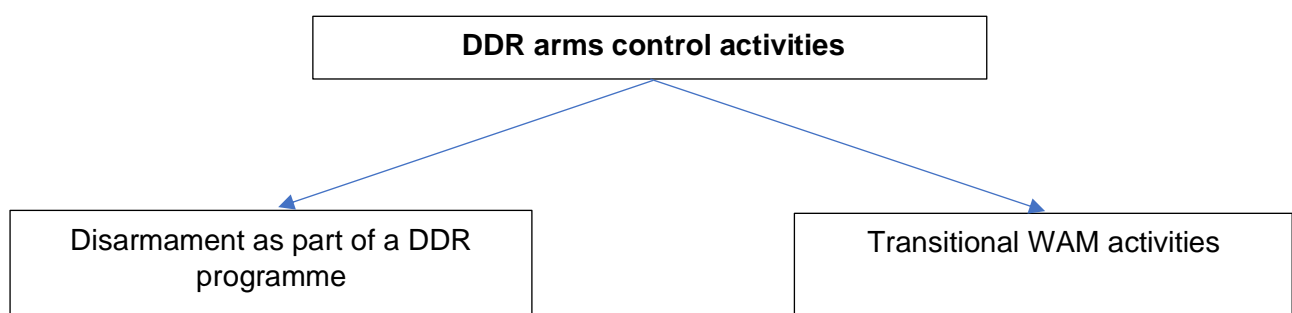 DDR arms control activities
Disarmament as part of a DDR
programme
Transitional WAM activities